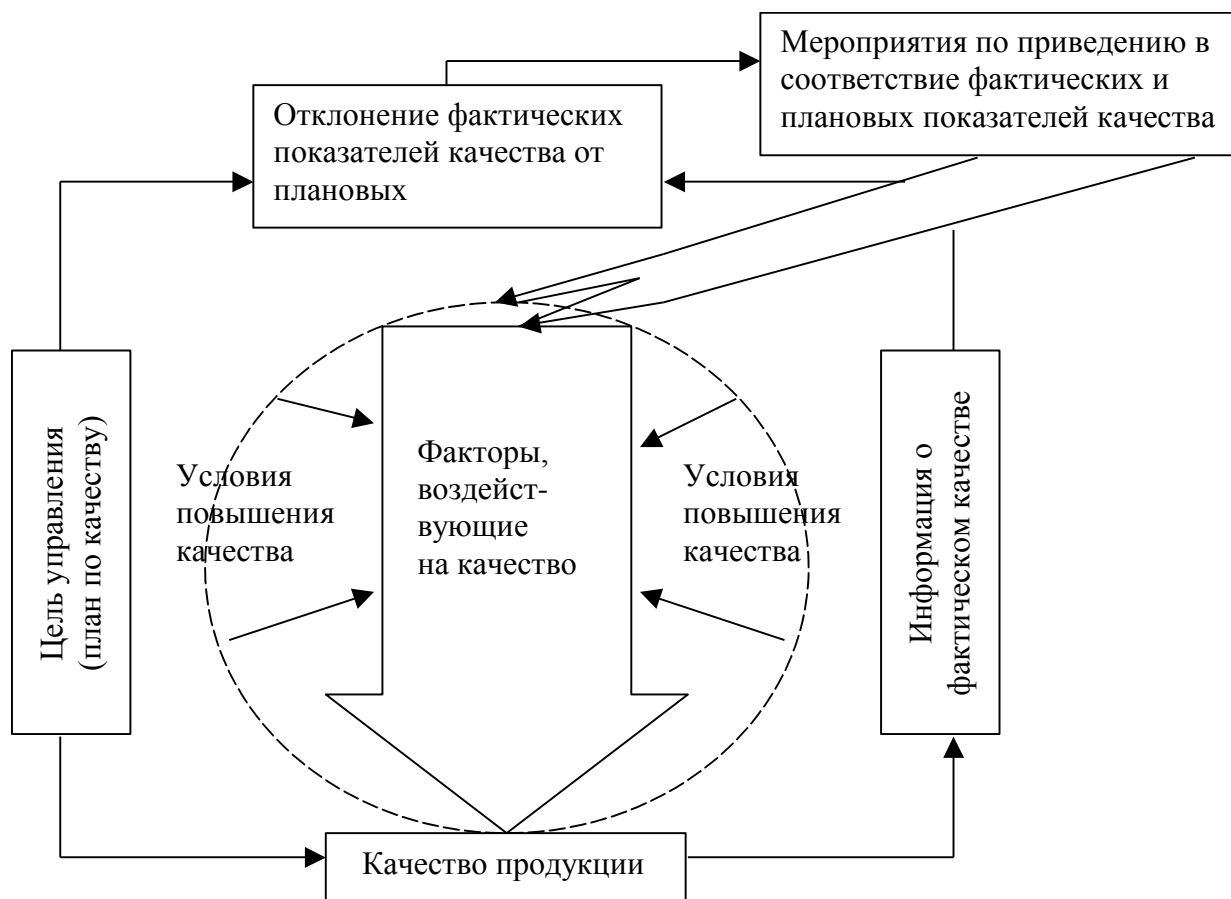 Мероприятия по приведению в
соответствие фактических и
плановых показателей качества
Отклонение фактических
показателей качества от
плановых
Цель управления
(план по качеству)
Условия
повышения
качества
Факторы,
воздейст-
вующие
на качество
Условия
повышения
качества
Информация о
фактическом качестве
Качество продукции